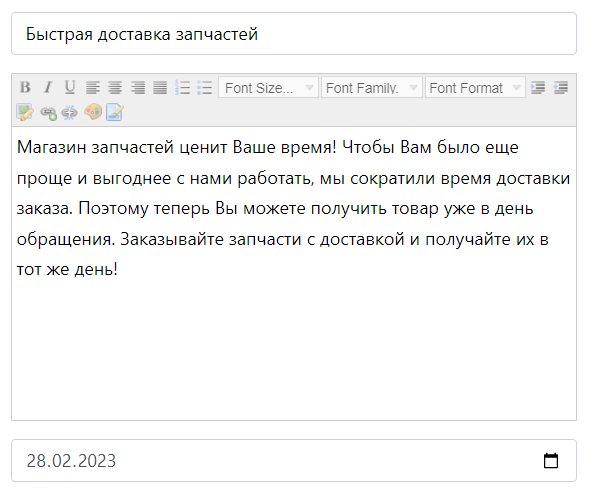 Быстрая доставка запчастей
B I U Font Size... Font Family. Font Format
Магазин запчастей ценит Ваше время! Чтобы Вам было еще
проще и выгоднее с нами работать, мы сократили время доставки
заказа. Поэтому теперь Вы можете получить товар уже в день
обращения. Заказывайте запчасти с доставкой и получайте их в
тот же день!
28.02.2023